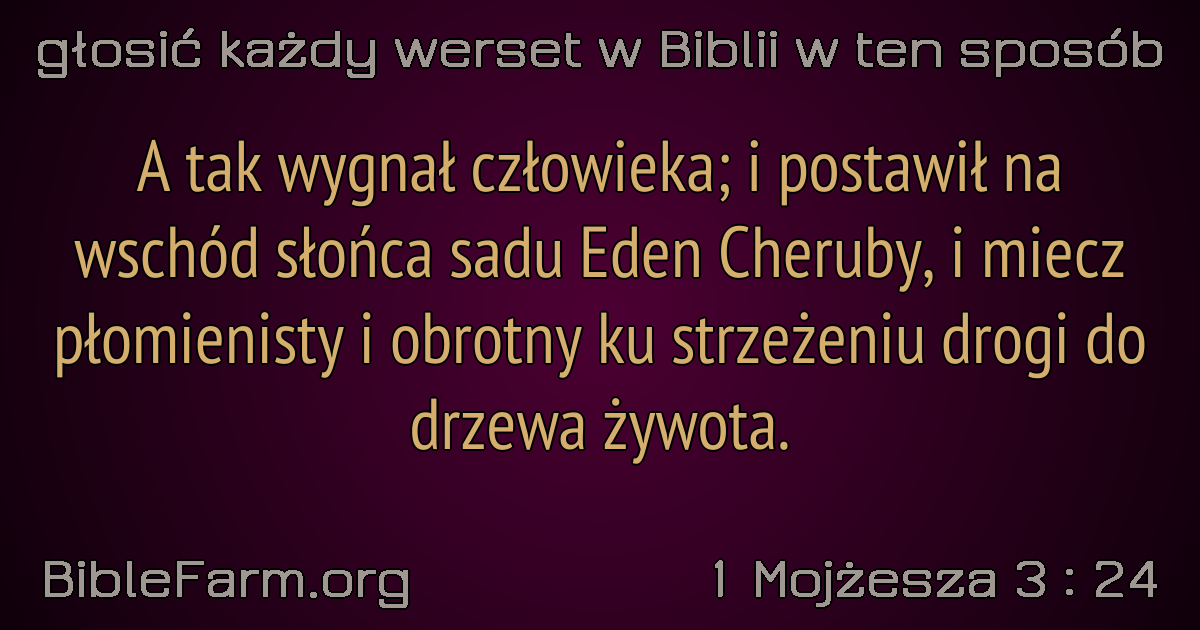 głosić każdy werset w Biblii w ten sposób
A tak wygnał człowieka; i postawił na
wschód słońca sadu Eden Cheruby, i miecz
płomienisty i obrotny ku strzeżeniu drogi do
drzewa żywota.
BibleFarm.org
1 Mojżesza 3 : 24